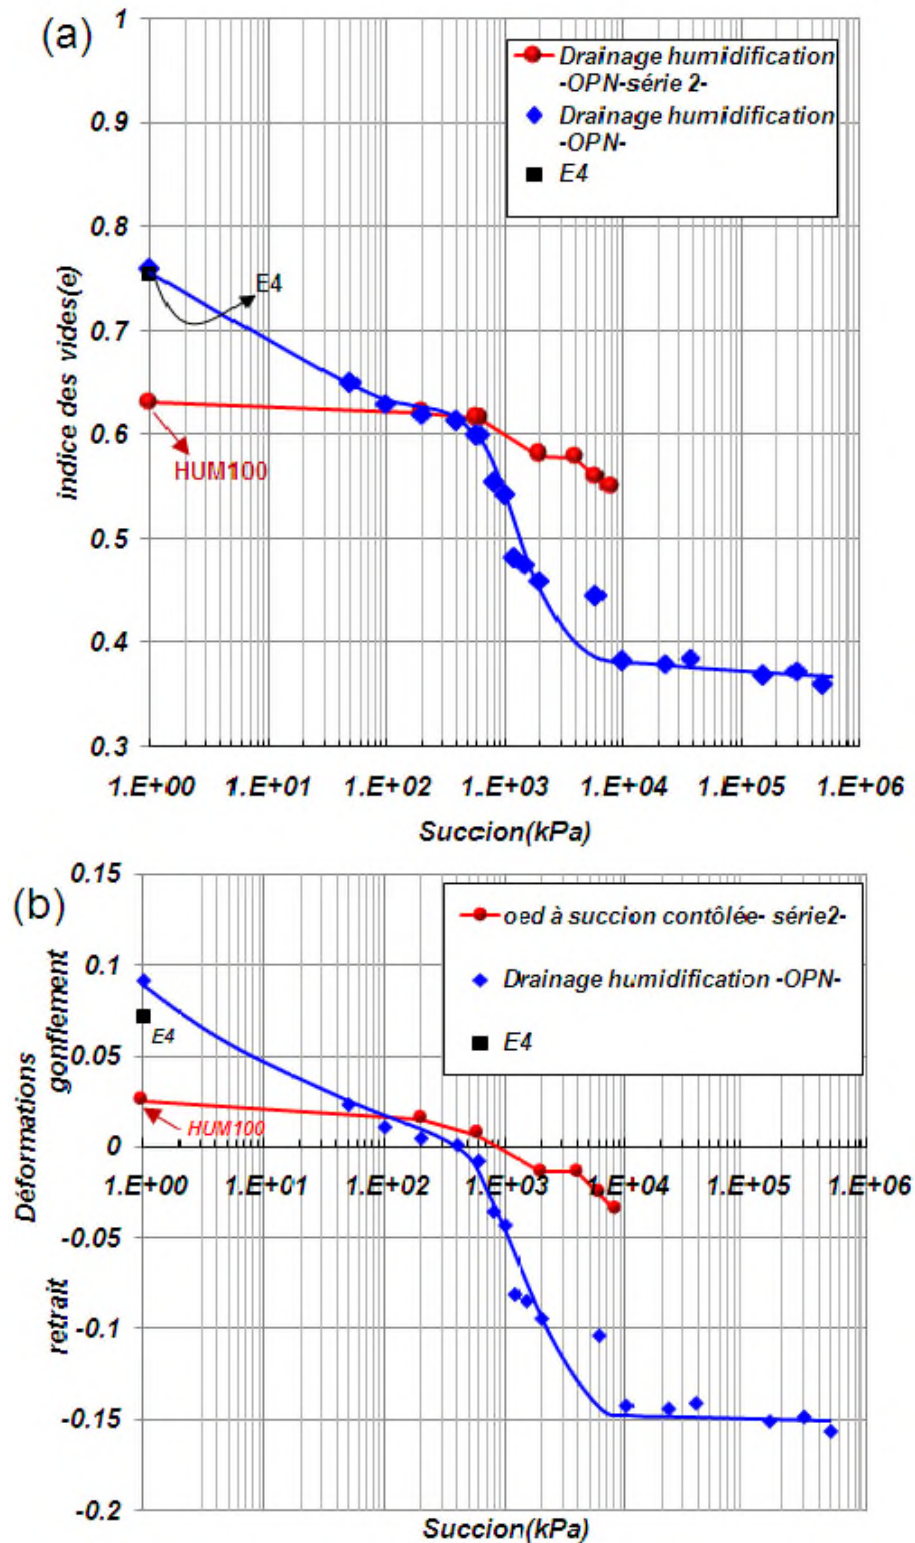 (a)
1
0.9
0.8
0.7
0.6
0.5
0.4
0.3
indice des vides(e)
Drainage humidification
-OPN-série 2-
Drainage humidification
-OPN-
E4
E4
HUM100
1.E+00 1.E+01 1.E+02 1.E+03 1.E+04 1.E+05 1.E+06
Succion(kPa)
(b)
0.15
0.1
0.05
0
-0.05
-0.1
-0.15
-0.2
Déformations
gonflement
retrait
oed à succion contôlée- série2-
Drainage humidification -OPN-
E4
E4
HUM100
1.E+00 1.E+01 1.E+02 1.E+03 1.E+04 1.E+05 1.E+06
Succion(kPa)